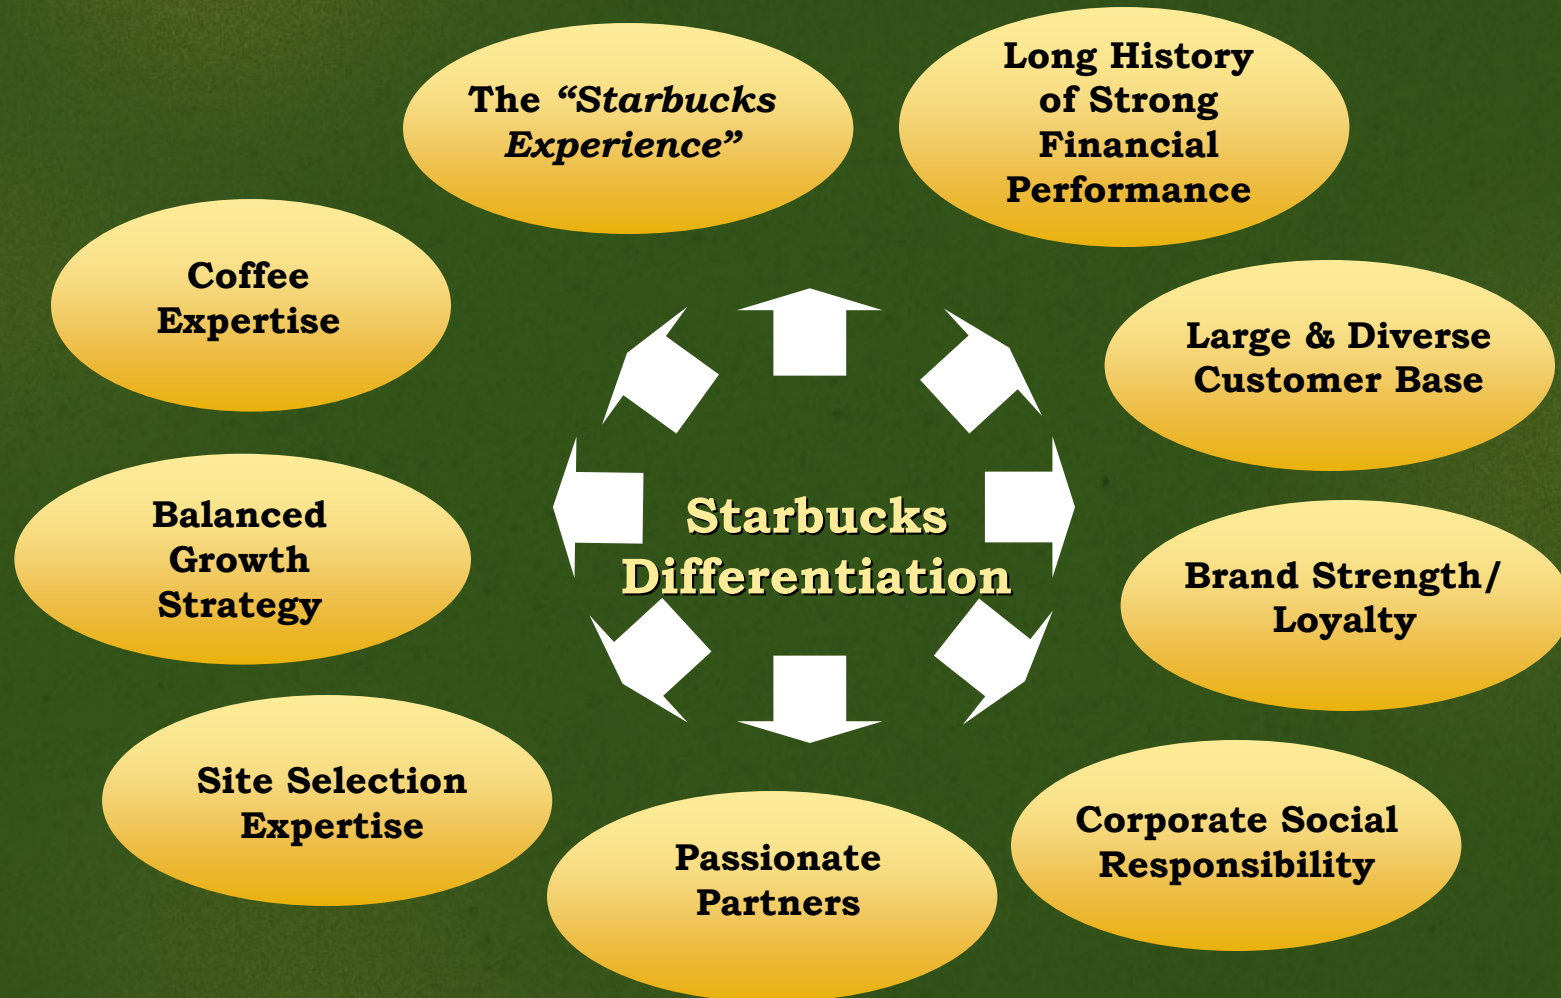 The “Starbucks
Experience”
Long History
of Strong
Financial
Performance
Coffee
Expertise
Large & Diverse
Customer Base
Balanced
Growth
Strategy
Starbucks
Differentiation
Brand Strength/
Loyalty
Site Selection
Expertise
Passionate
Partners
Corporate Social
Responsibility